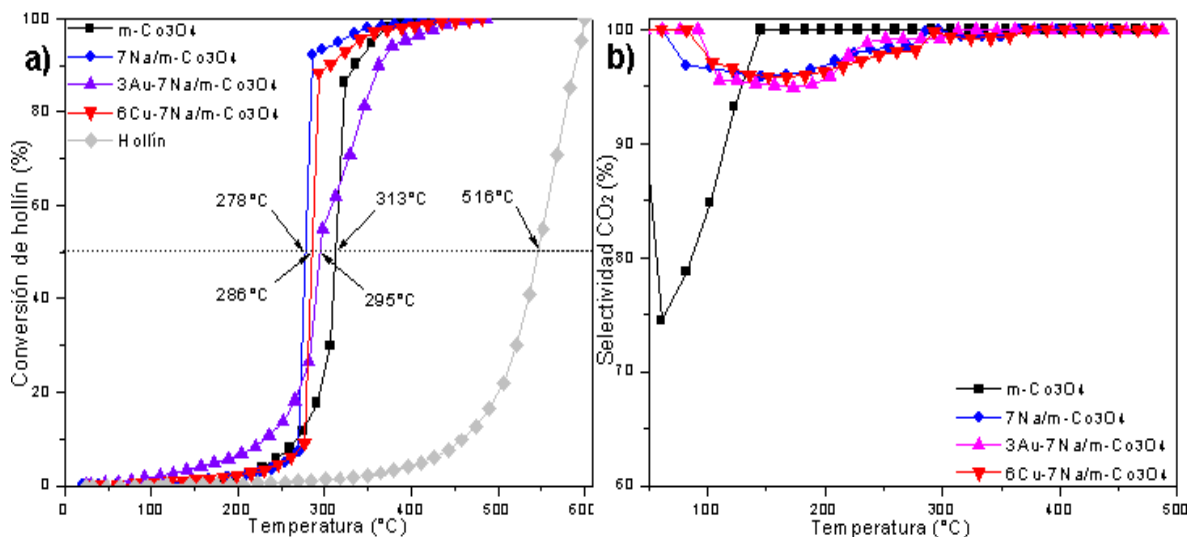 a)
Conversión de hollín (%)
100
80
60
40
20
0
m-Co3O4
7Na/m-Co3O4
3Au-7Na/m-Co3O4
6Cu-7Na/m-Co3O4
Hollín
278°C
313°C
516°C
286°C
295°C
0 100 200 300 400 500 600
Temperatura (°C)
b)
Selectividad CO₂ (%)
100
90
80
70
60
m-Co3O4
7Na/m-Co3O4
3Au-7Na/m-Co3O4
6Cu-7Na/m-Co3O4
100 200 300 400 500
Temperatura (°C)